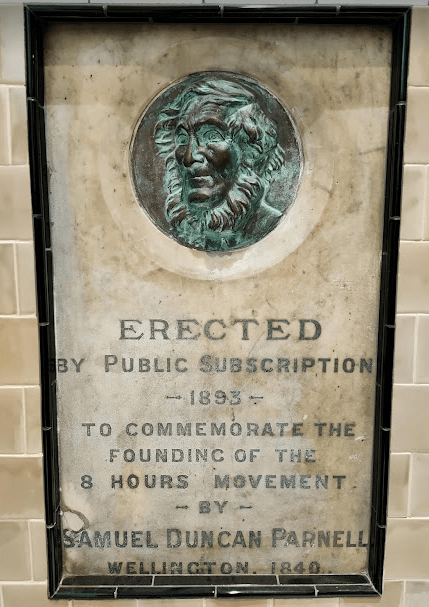 ERECTED
BY PUBLIC SUBSCRIPTION
– 1893 –
TO COMMEMORATE THE
FOUNDING OF THE
8 HOURS MOVEMENT.
– BY –
SAMUEL DUNCAN PARNELL.
WELLINGTON. 1840.